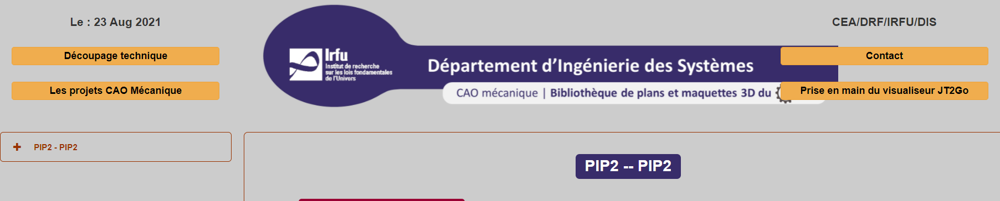 Le : 23 Aug 2021
CEA/DRF/IRFU/DIS
Découpage technique
Contact
Irfu
Institut de recherche
sur les lois fondamentales
de l'Univers
Département d'Ingénierie des Systèmes
Les projets CAO Mécanique
CAO mécanique | Bibliothèque de plans et maquettes 3D du
Prise en main du visualiseur JT2Go
PIP2 - PIP2
PIP2 -- PIP2